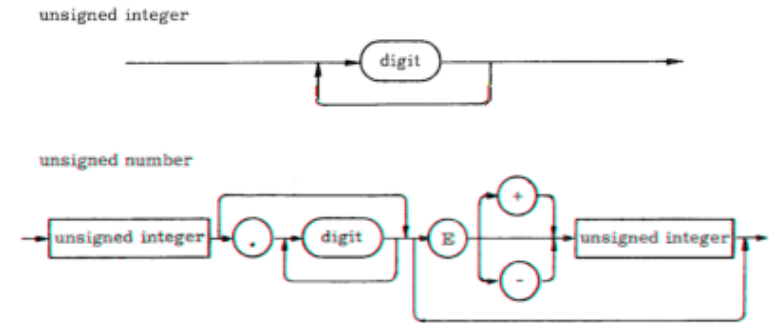 unsigned integer
digit
unsigned number
unsigned integer . digit E + - unsigned integer